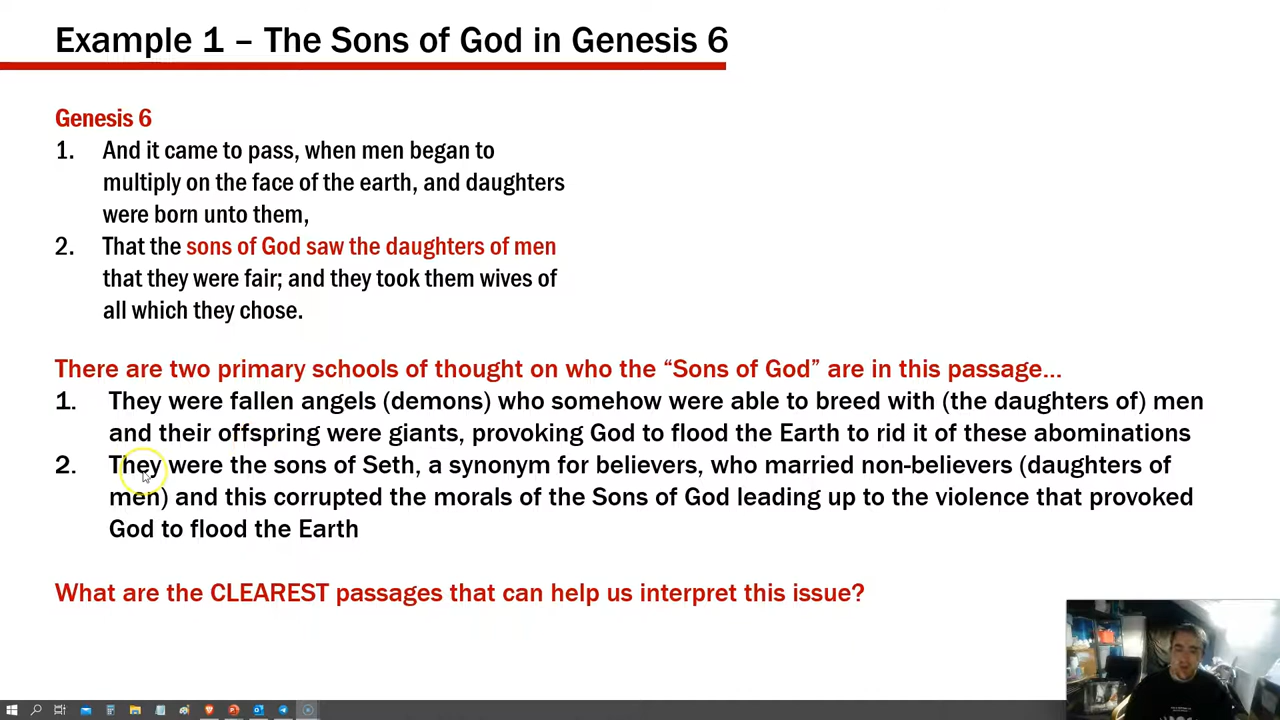 Example 1 – The Sons of God in Genesis 6
Genesis 6
1. And it came to pass, when men began to
multiply on the face of the earth, and daughters
were born unto them,
2. That the sons of God saw the daughters of men
that they were fair; and they took them wives of
all which they chose.
There are two primary schools of thought on who the “Sons of God” are in this passage…
1. They were fallen angels (demons) who somehow were able to breed with (the daughters of) men
and their offspring were giants, provoking God to flood the Earth to rid it of these abominations
2. They were the sons of Seth, a synonym for believers, who married non-believers (daughters of
men) and this corrupted the morals of the Sons of God leading up to the violence that provoked
God to flood the Earth
What are the CLEAREST passages that can help us interpret this issue?